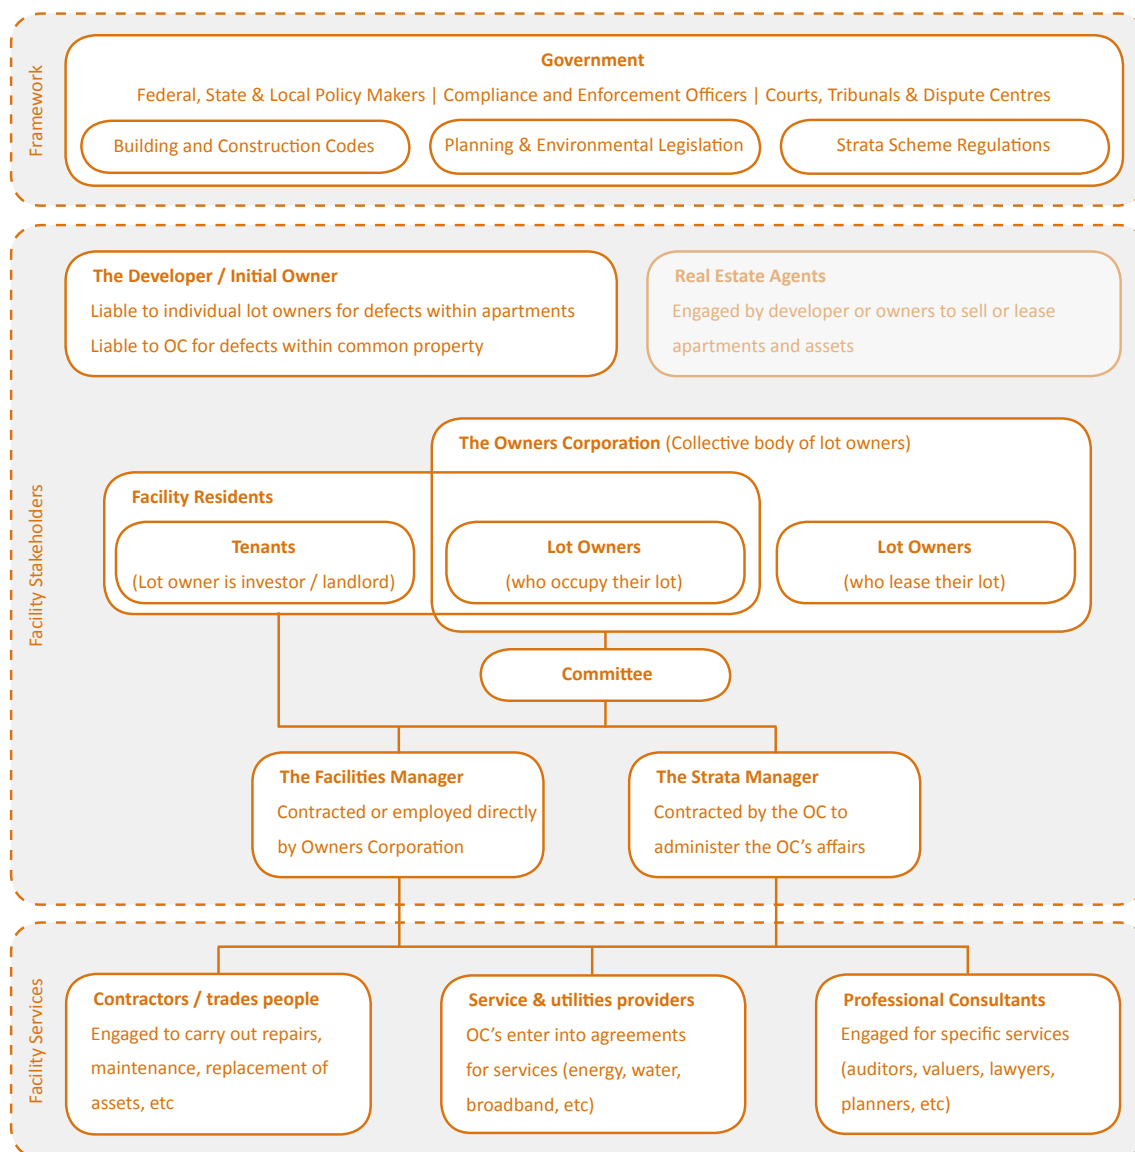 Framework
Government
Federal, State & Local Policy Makers | Compliance and Enforcement Officers | Courts, Tribunals & Dispute Centres
Building and Construction Codes
Planning & Environmental Legislation
Strata Scheme Regulations
Facility Stakeholders
The Developer / Initial Owner
Liable to individual lot owners for defects within apartments
Liable to OC for defects within common property
Real Estate Agents
Engaged by developer or owners to sell or lease
apartments and assets
The Owners Corporation (Collective body of lot owners)
Facility Residents
Tenants
(Lot owner is investor / landlord)
Lot Owners
(who occupy their lot)
Lot Owners
(who lease their lot)
Committee
The Facilities Manager
Contracted or employed directly
by Owners Corporation
The Strata Manager
Contracted by the OC to
administer the OC's affairs
Facility Services
Contractors / trades people
Engaged to carry out repairs,
maintenance, replacement of
assets, etc
Service & utilities providers
OC's enter into agreements
for services (energy, water,
broadband, etc)
Professional Consultants
Engaged for specific services
(auditors, valuers, lawyers,
planners, etc)